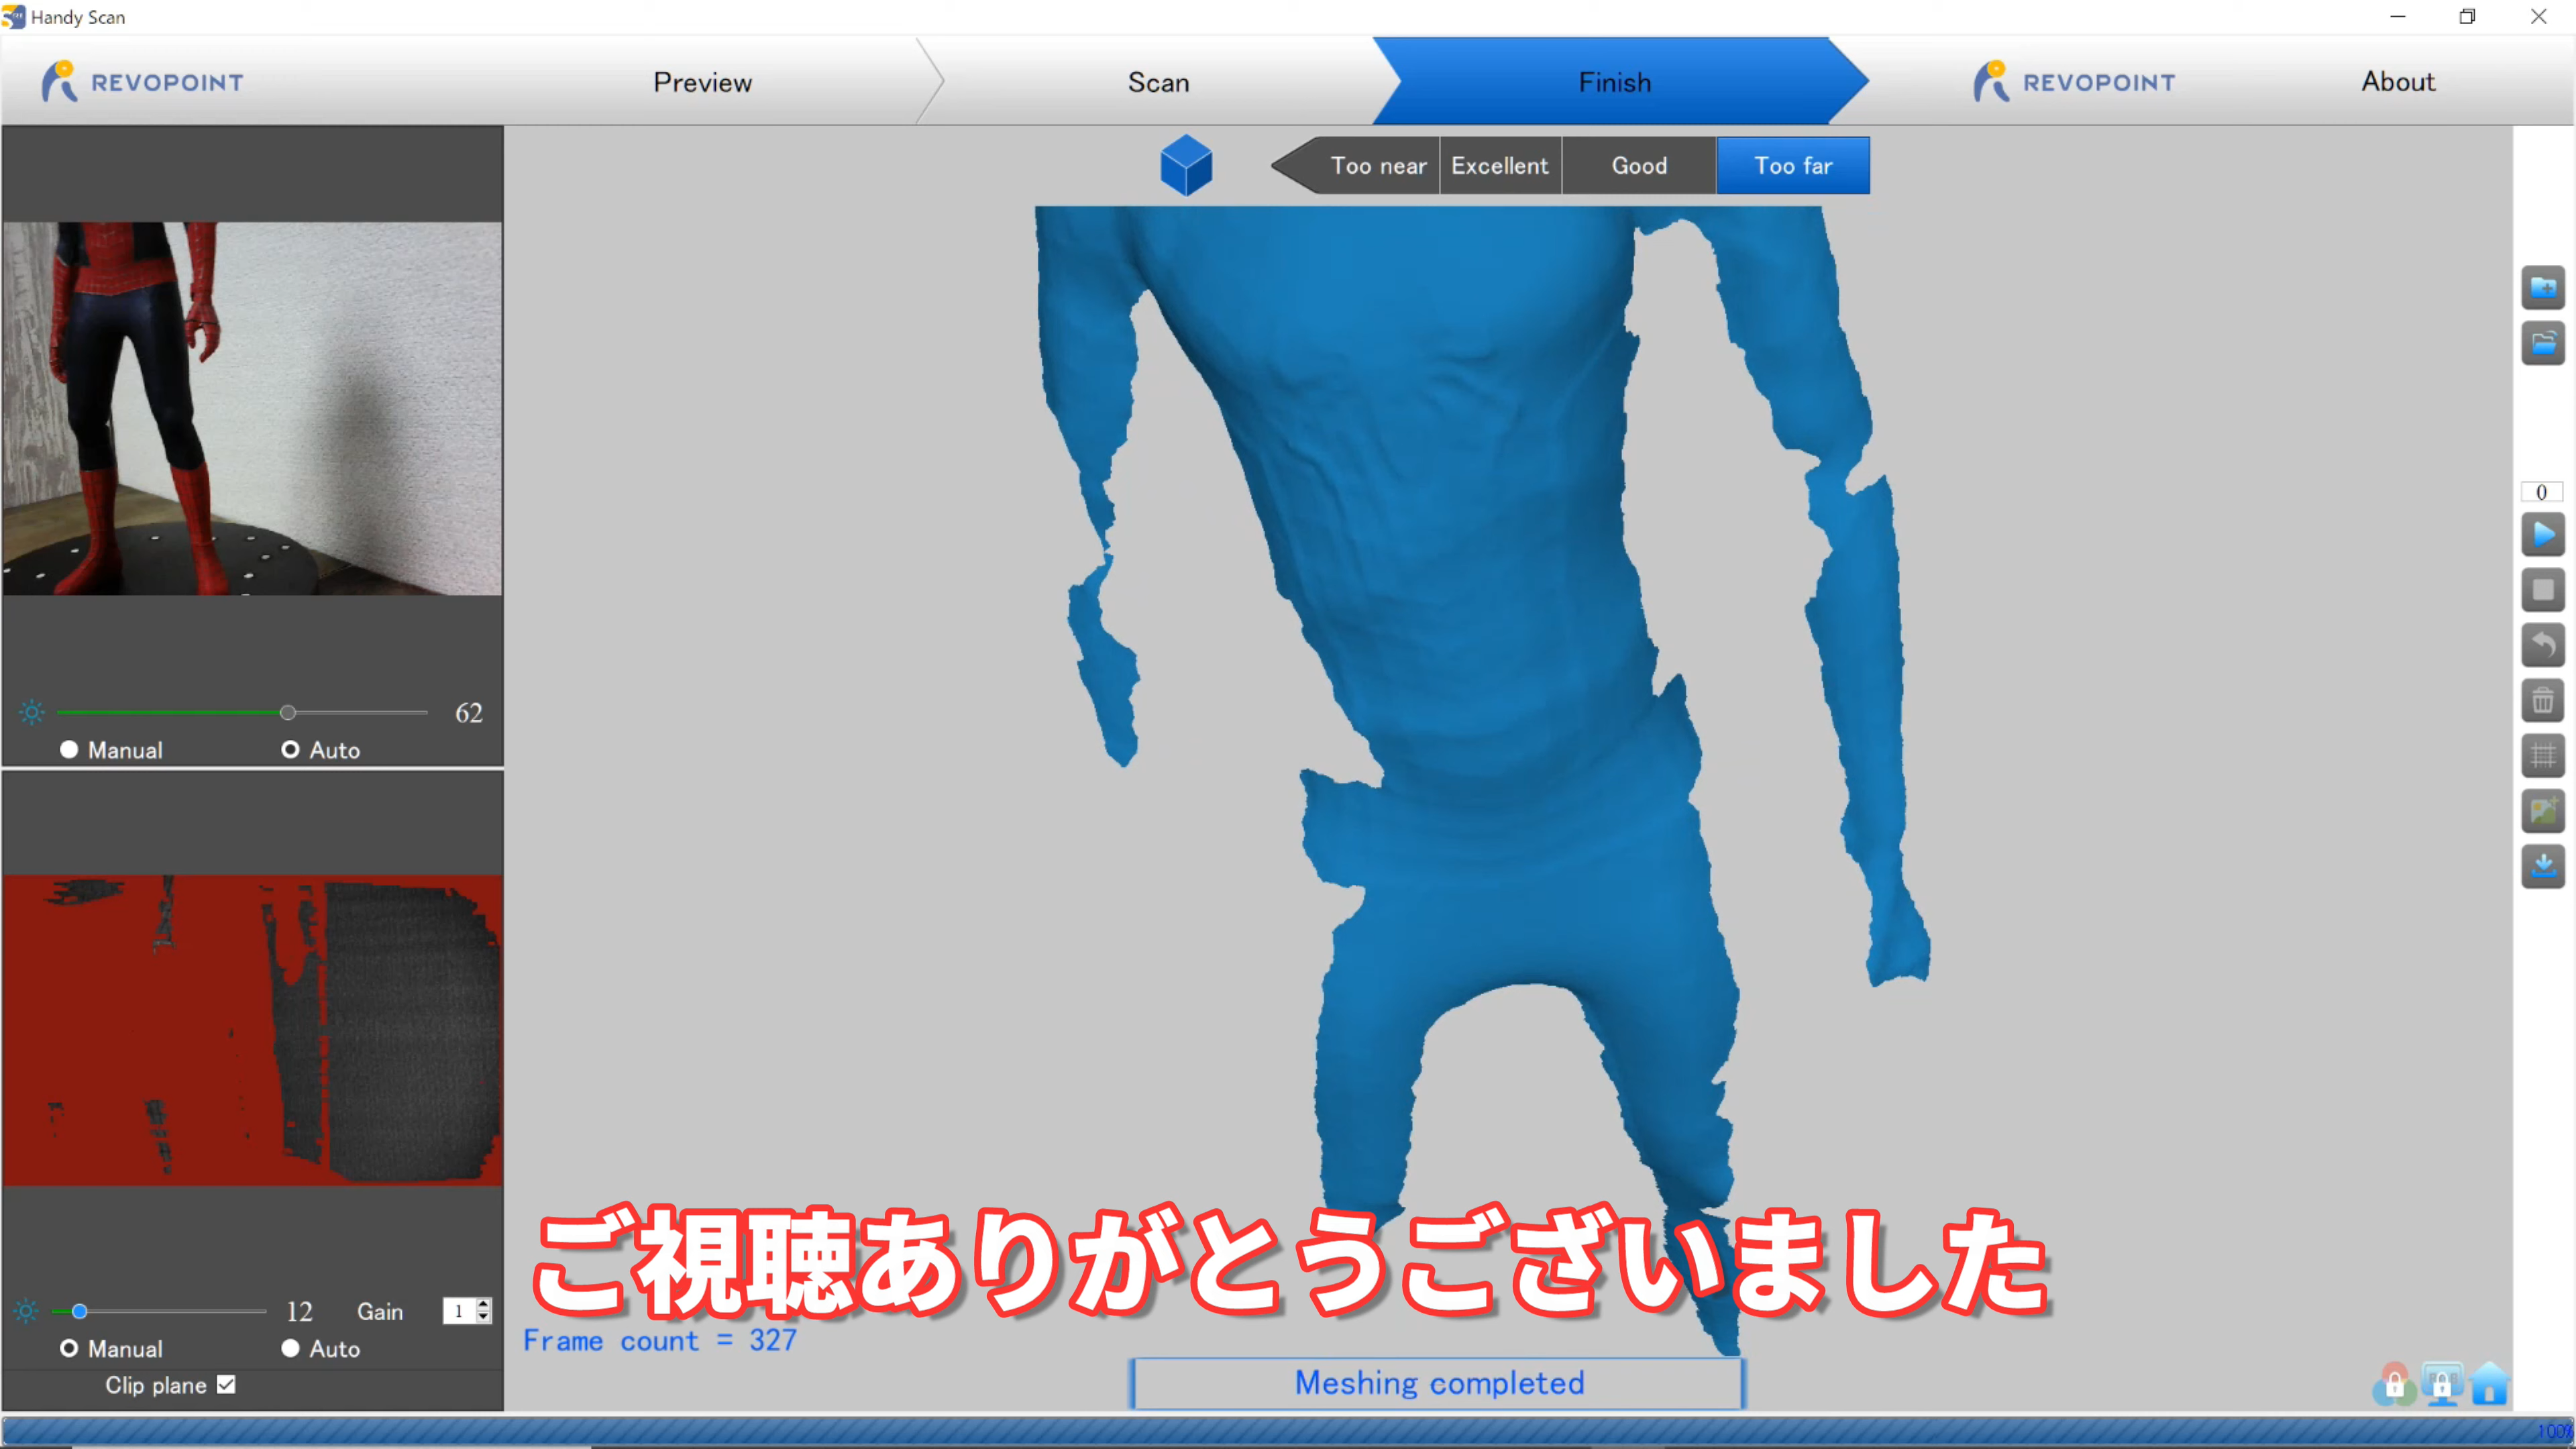 Handy Scan
REVOPOINT
Preview
Scan
Finish
REVOPOINT
About
Too near
Excellent
Good
Too far
0
62
Manual
Auto
12
Gain
1
Manual
Auto
Clip plane
ご視聴ありがとうございました
Frame count = 327
Meshing completed
100%